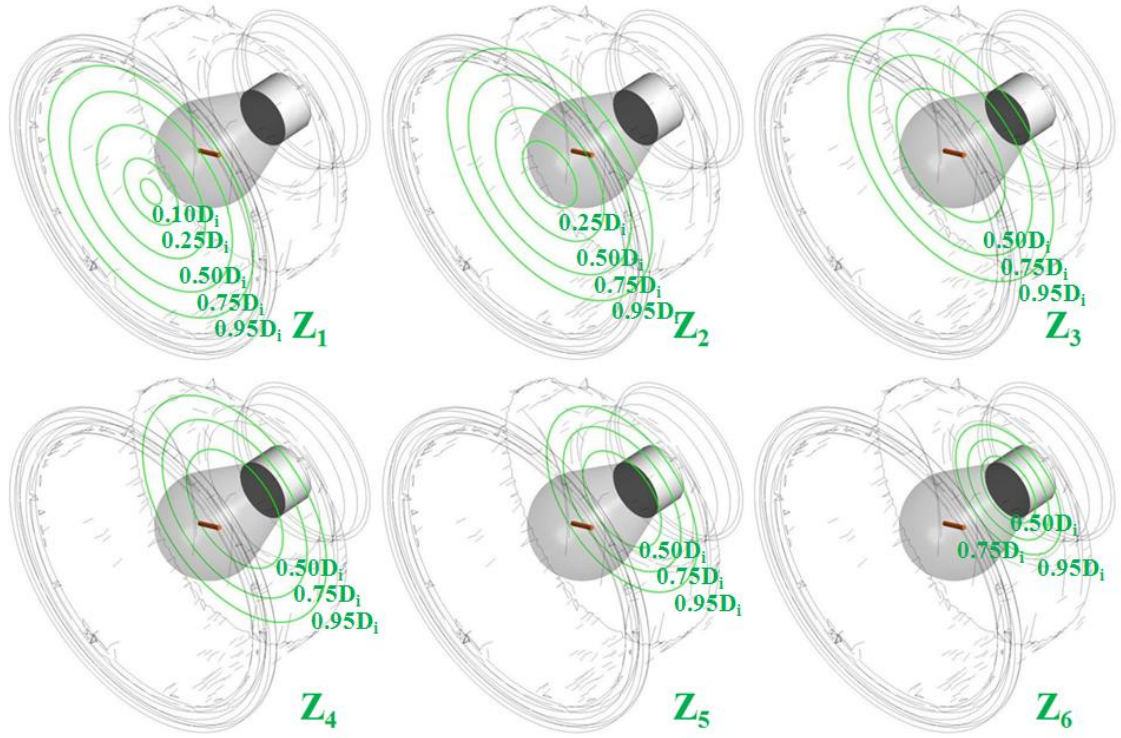 0.10Dᵢ
0.25Dᵢ
0.50Dᵢ
0.75Dᵢ
0.95Dᵢ
Z₁
0.25Dᵢ
0.50Dᵢ
0.75Dᵢ
0.95Dᵢ
Z₂
0.50Dᵢ
0.75Dᵢ
0.95Dᵢ
Z₃
0.50Dᵢ
0.75Dᵢ
0.95Dᵢ
Z₄
0.50Dᵢ
0.75Dᵢ
0.95Dᵢ
Z₅
0.50Dᵢ
0.75Dᵢ
0.95Dᵢ
Z₆